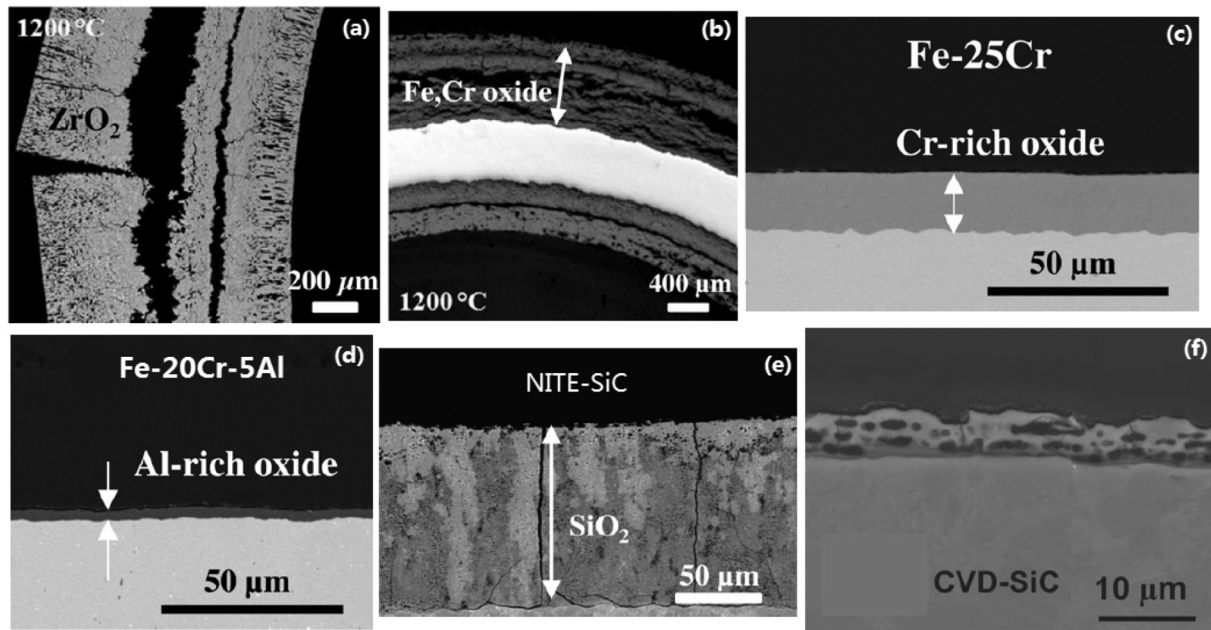 1200 °C
(a)
ZrO₂
200 µm
(b)
Fe,Cr oxide
1200 °C
400 µm
(c)
Fe-25Cr
Cr-rich oxide
50 µm
(d)
Fe-20Cr-5Al
Al-rich oxide
50 µm
(e)
NITE-SiC
SiO₂
50 µm
(f)
CVD-SiC
10 µm